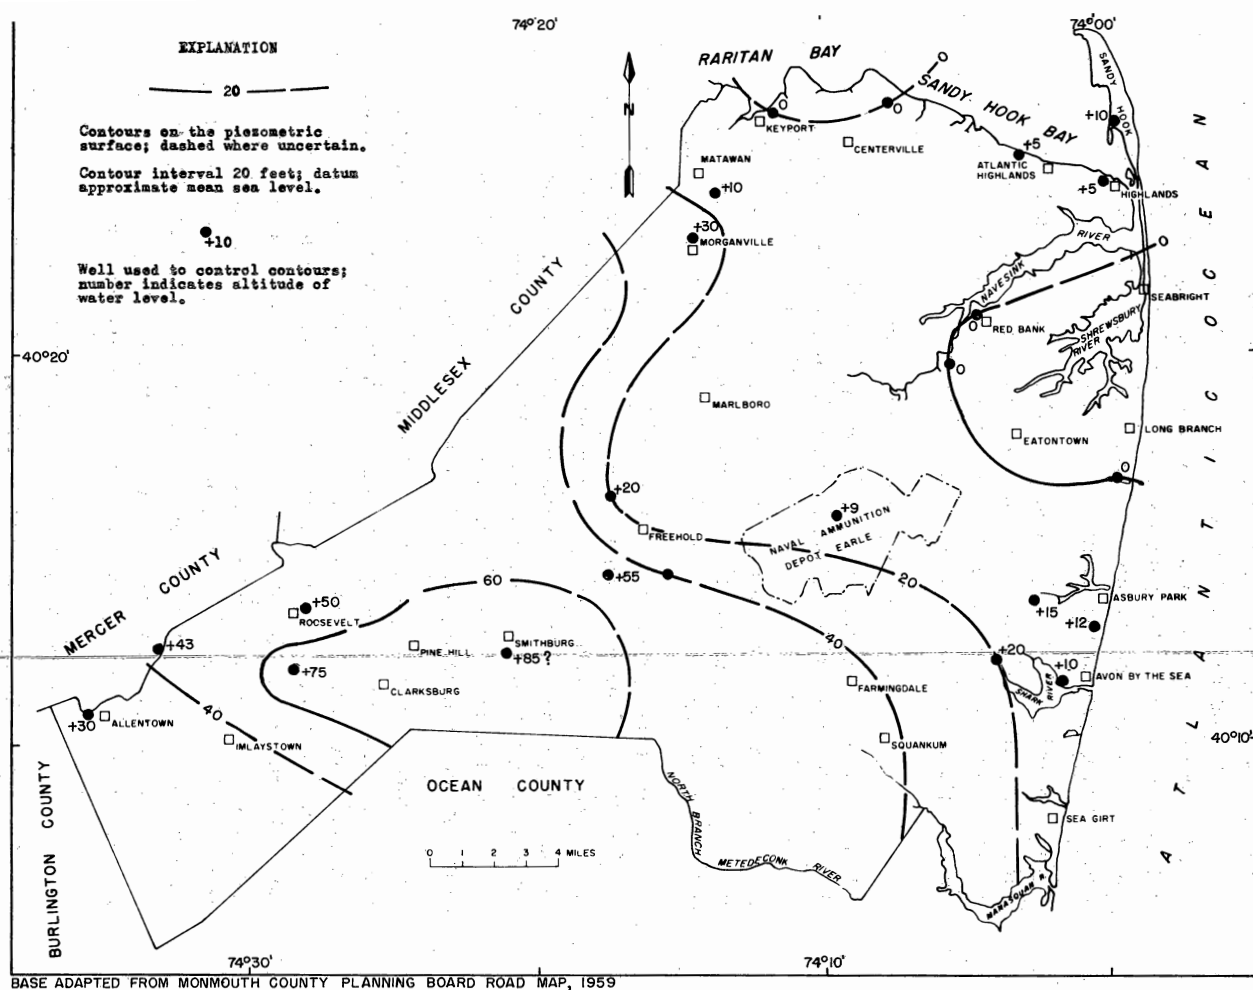 74° 20'
74° 00'
EXPLANATION
20
Contours on the piezometric
surface; dashed where uncertain.
Contour interval 20 feet; datum
approximate mean sea level.
+10
Well used to control contours;
number indicates altitude of
water level.
N
RARITAN BAY
SANDY HOOK BAY
SANDY HOOK
ATLANTIC OCEAN
0
0
0
KEYPORT
CENTERVILLE
MATAWAN
+10
+30
MORGANVILLE
+10
+5
ATLANTIC
HIGHLANDS
+5
HIGHLANDS
NAVESINK RIVER
0
SEABRIGHT
0
RED BANK
SHREWSBURY
RIVER
0
40° 20'
MIDDLESEX COUNTY
MARLBORO
EATONTOWN
LONG BRANCH
0
+20
FREEHOLD
+9
NAVAL AMMUNITION
DEPOT EARLE
20
+55
60
MERCER COUNTY
+50
ROOSEVELT
+43
+75
PINE HILL
SMITHBURG
+85?
CLARKSBURG
40
+15
ASBURY PARK
+12
+20
+10
AVON BY THE SEA
SHARK RIVER
FARMINGDALE
+30
ALLENTOWN
40
IMLAYSTOWN
SQUANKUM
40° 10'
OCEAN COUNTY
BURLINGTON COUNTY
NORTH BRANCH
METEDECONK RIVER
SEA GIRT
MANASQUAN R.
0 1 2 3 4 MILES
74° 30'
74° 10'
BASE ADAPTED FROM MONMOUTH COUNTY PLANNING BOARD ROAD MAP, 1959